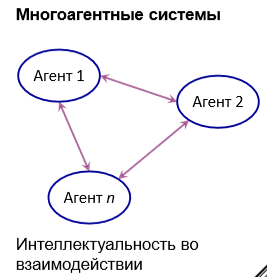 Многоагентные системы
Агент 1
Агент 2
Агент n
Интеллектуальность во
взаимодействии